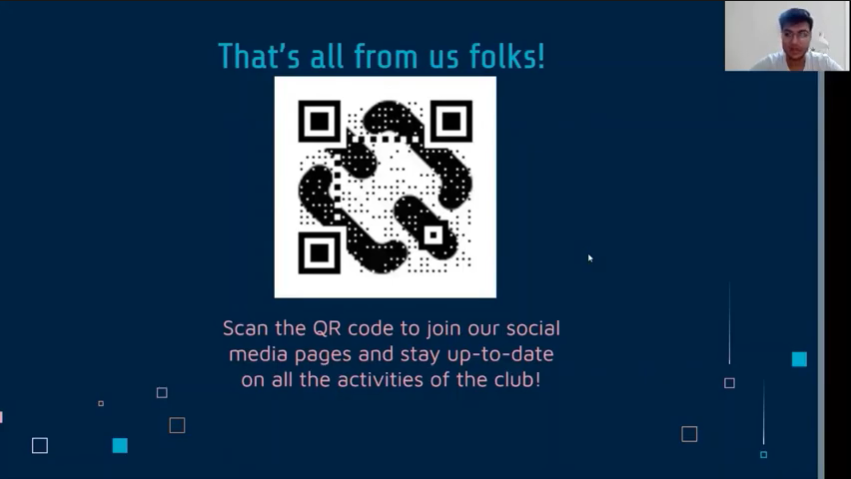 That's all from us folks!
Scan the QR code to join our social
media pages and stay up-to-date
on all the activities of the club!